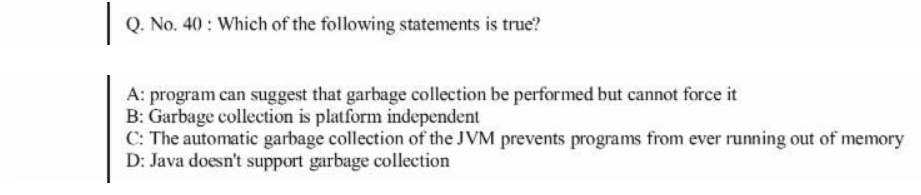 Q. No. 40 : Which of the following statements is true?
A: program can suggest that garbage collection be performed but cannot force it
B: Garbage collection is platform independent
C: The automatic garbage collection of the JVM prevents programs from ever running out of memory
D: Java doesn't support garbage collection